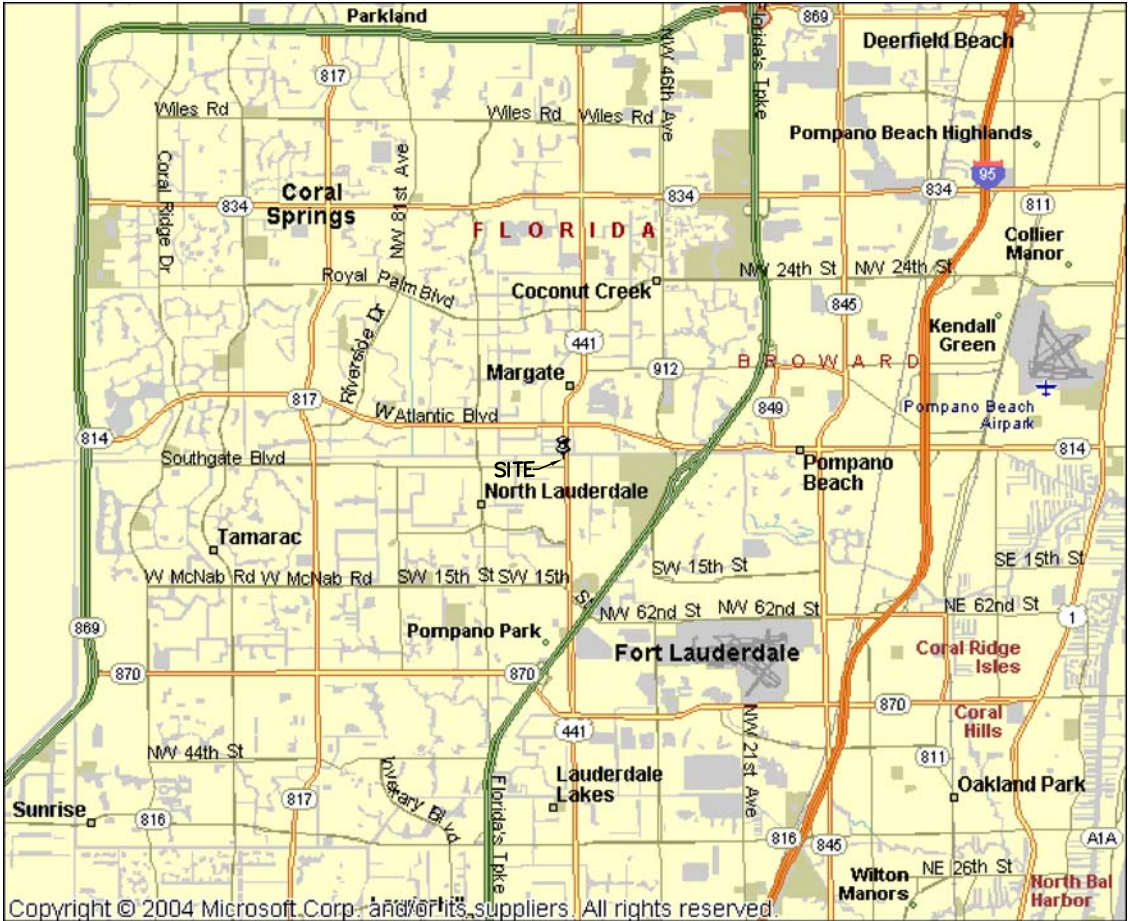 Parkland
869
Deerfield Beach
817
Florida's Tpke
NW 46th Ave
Wiles Rd
Wiles Rd
Wiles Rd
Pompano Beach Highlands
Coral Ridge Dr
NW 81st Ave
95
Coral
Springs
834
834
834
811
FLORIDA
Collier
Manor
Royal Palm Blvd
NW 24th St
NW 24th St
Coconut Creek
845
Riverside Dr
441
Kendall
Green
BROWARD
Margate
912
817
W Atlantic Blvd
849
Pompano Beach
Airpark
814
814
Southgate Blvd
SITE
Pompano
Beach
North Lauderdale
Tamarac
W McNab Rd
W McNab Rd
SW 15th St
SW 15th
St
SW 15th St
SE 15th St
NW 62nd St
NW 62nd St
NE 62nd St
1
869
Pompano Park
Fort Lauderdale
Coral Ridge
Isles
870
870
870
Coral
Hills
441
NW 21st Ave
NW 44th St
811
Inverary Blvd
Lauderdale
Lakes
Oakland Park
817
Florida's Tpke
Sunrise
816
816
845
A1A
NE 26th St
Wilton
Manors
North Bal
Harbor
Copyright © 2004 Microsoft Corp. and/or its suppliers. All rights reserved.